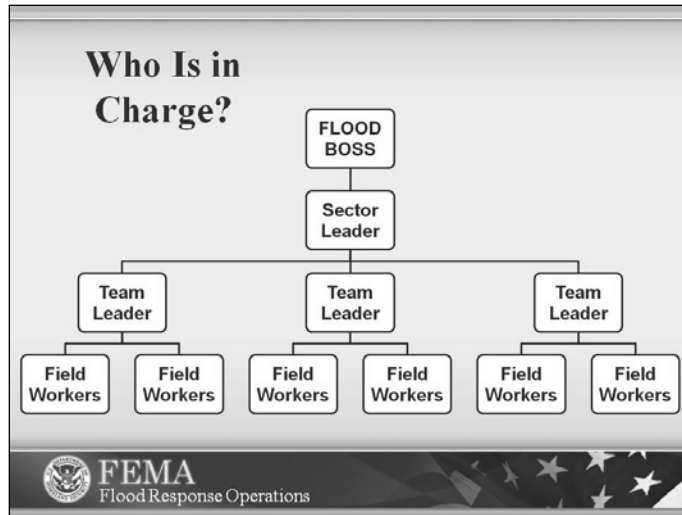 Who Is in
Charge?
FLOOD
BOSS
Sector
Leader
Team
Leader
Team
Leader
Team
Leader
Field
Workers
Field
Workers
Field
Workers
Field
Workers
Field
Workers
Field
Workers
FEMA
Flood Response Operations